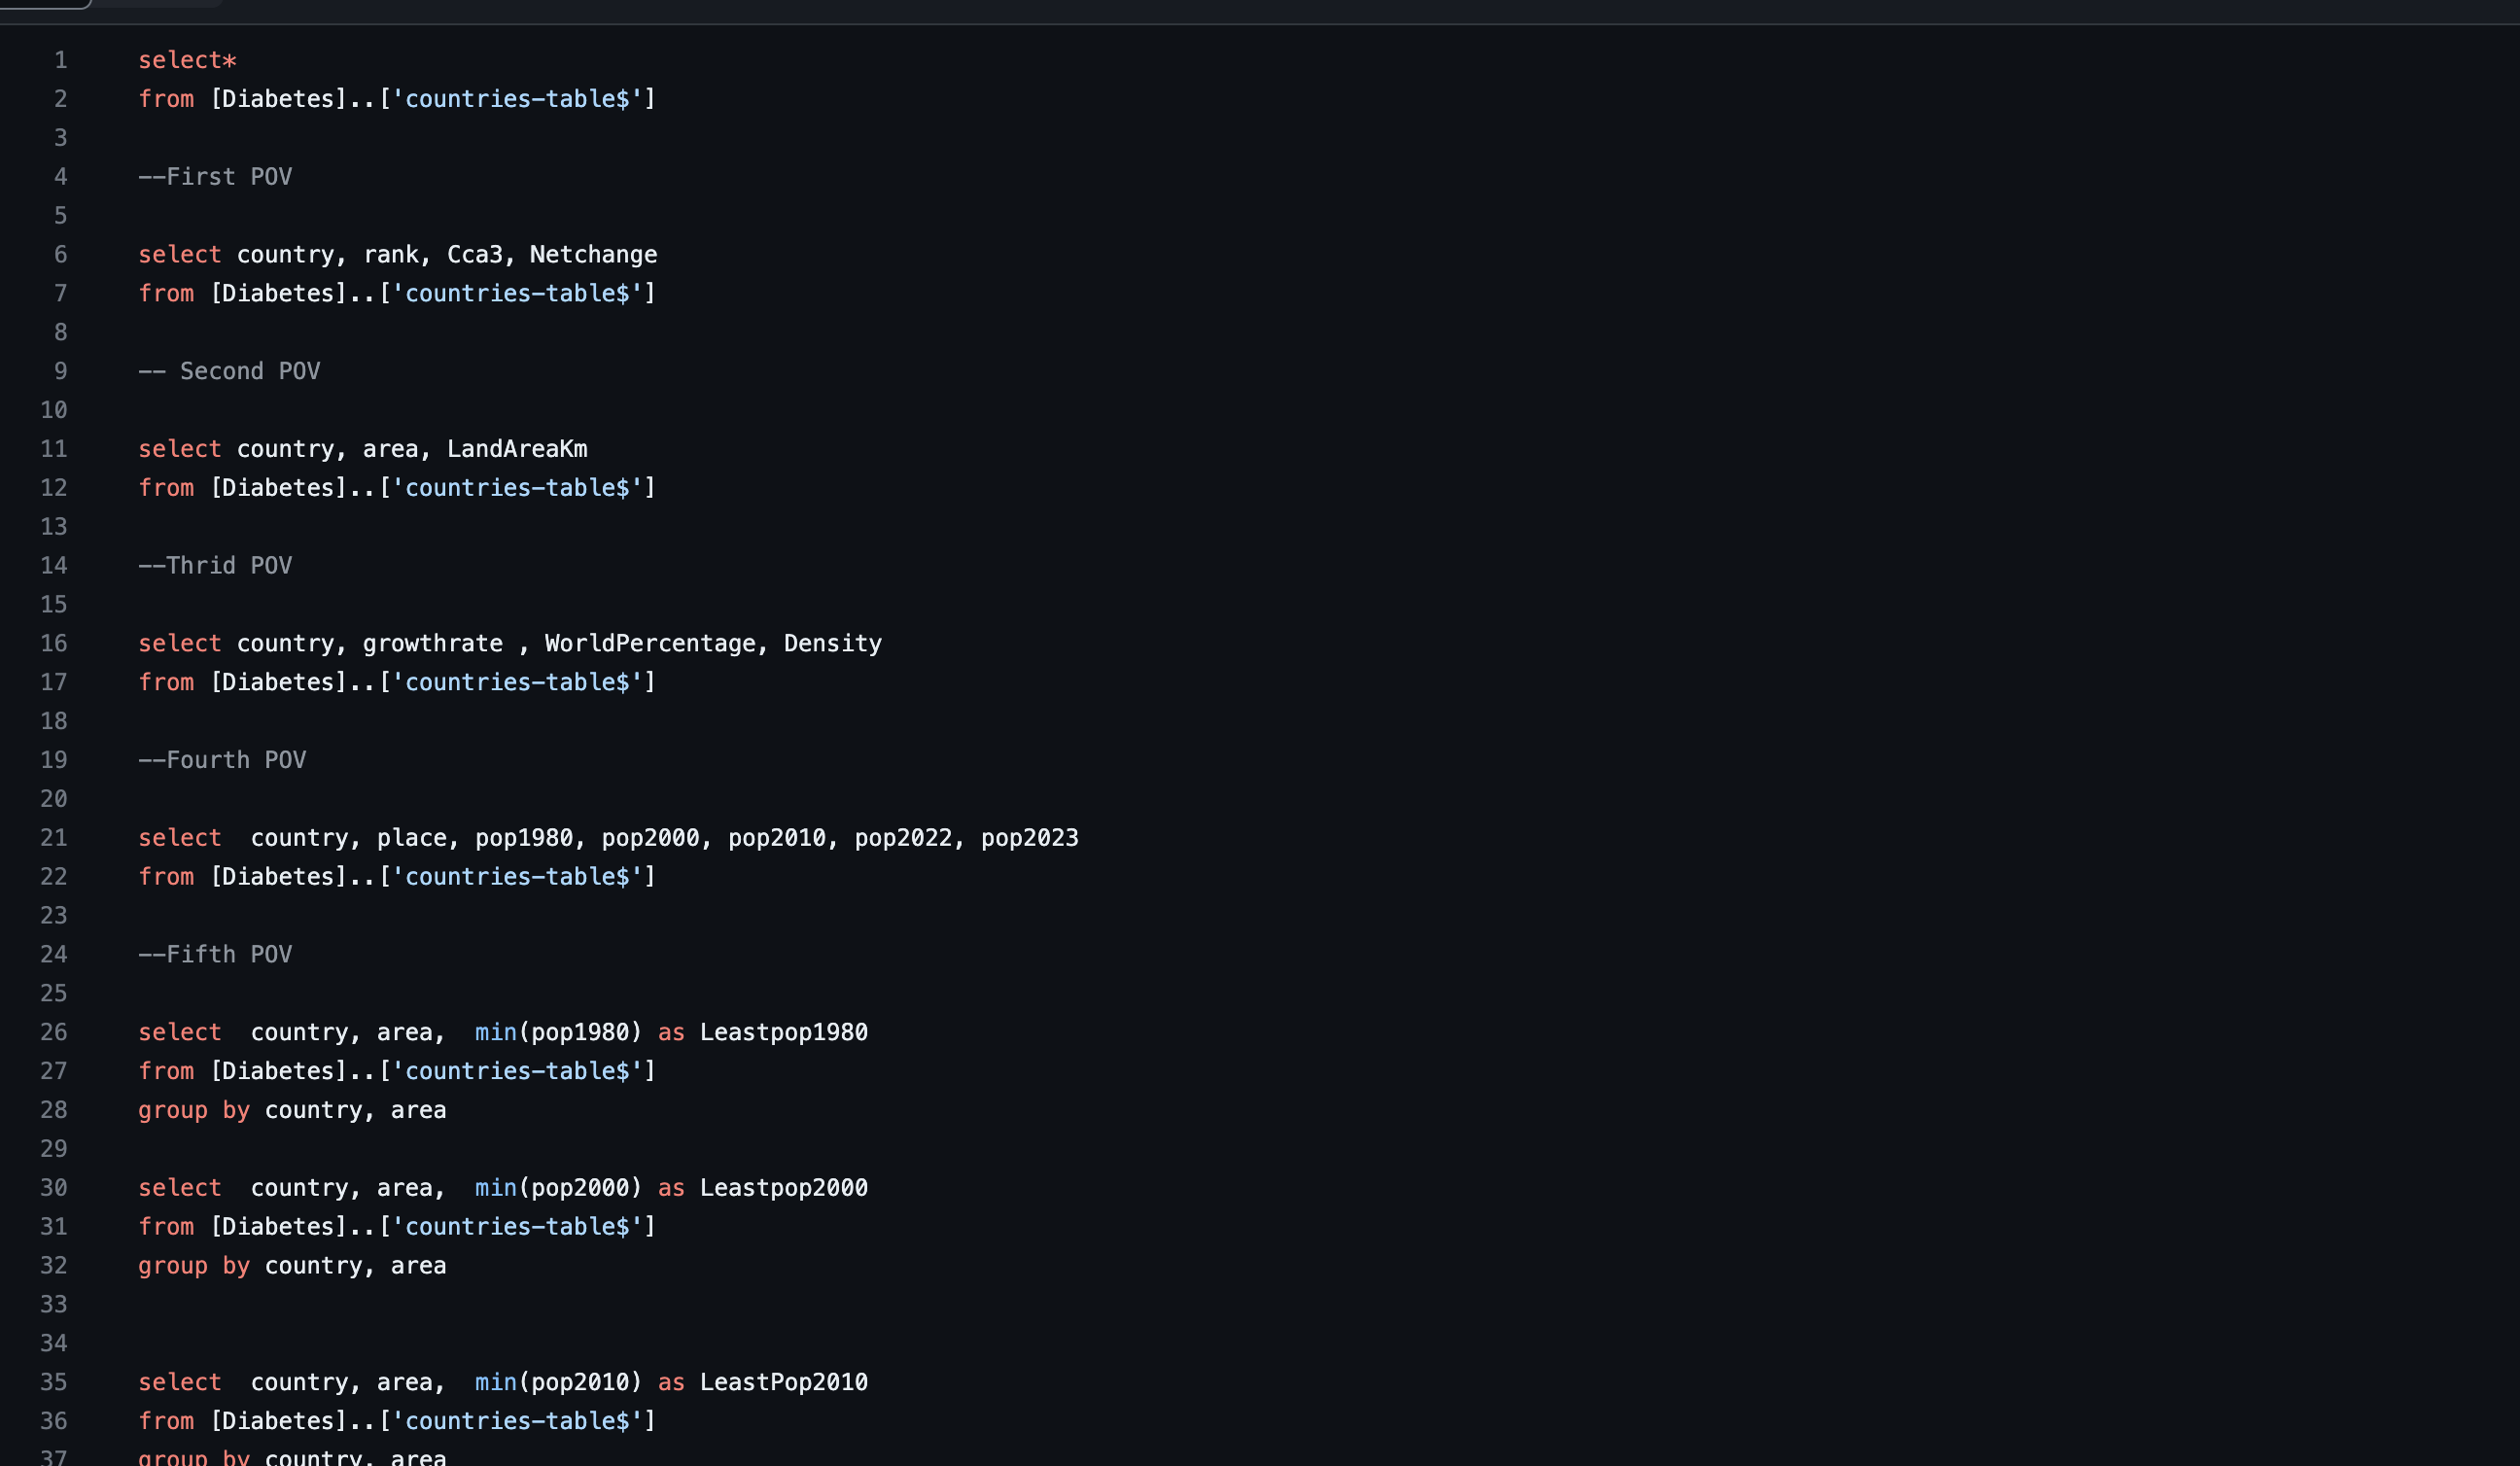 1 select*
2 from [Diabetes]..['countries-table$']
3
4 --First POV
5
6 select country, rank, Cca3, Netchange
7 from [Diabetes]..['countries-table$']
8
9 -- Second POV
10
11 select country, area, LandAreaKm
12 from [Diabetes]..['countries-table$']
13
14 --Thrid POV
15
16 select country, growthrate , WorldPercentage, Density
17 from [Diabetes]..['countries-table$']
18
19 --Fourth POV
20
21 select  country, place, pop1980, pop2000, pop2010, pop2022, pop2023
22 from [Diabetes]..['countries-table$']
23
24 --Fifth POV
25
26 select  country, area,  min(pop1980) as Leastpop1980
27 from [Diabetes]..['countries-table$']
28 group by country, area
29
30 select  country, area,  min(pop2000) as Leastpop2000
31 from [Diabetes]..['countries-table$']
32 group by country, area
33
34
35 select  country, area,  min(pop2010) as LeastPop2010
36 from [Diabetes]..['countries-table$']
37 group by country, area